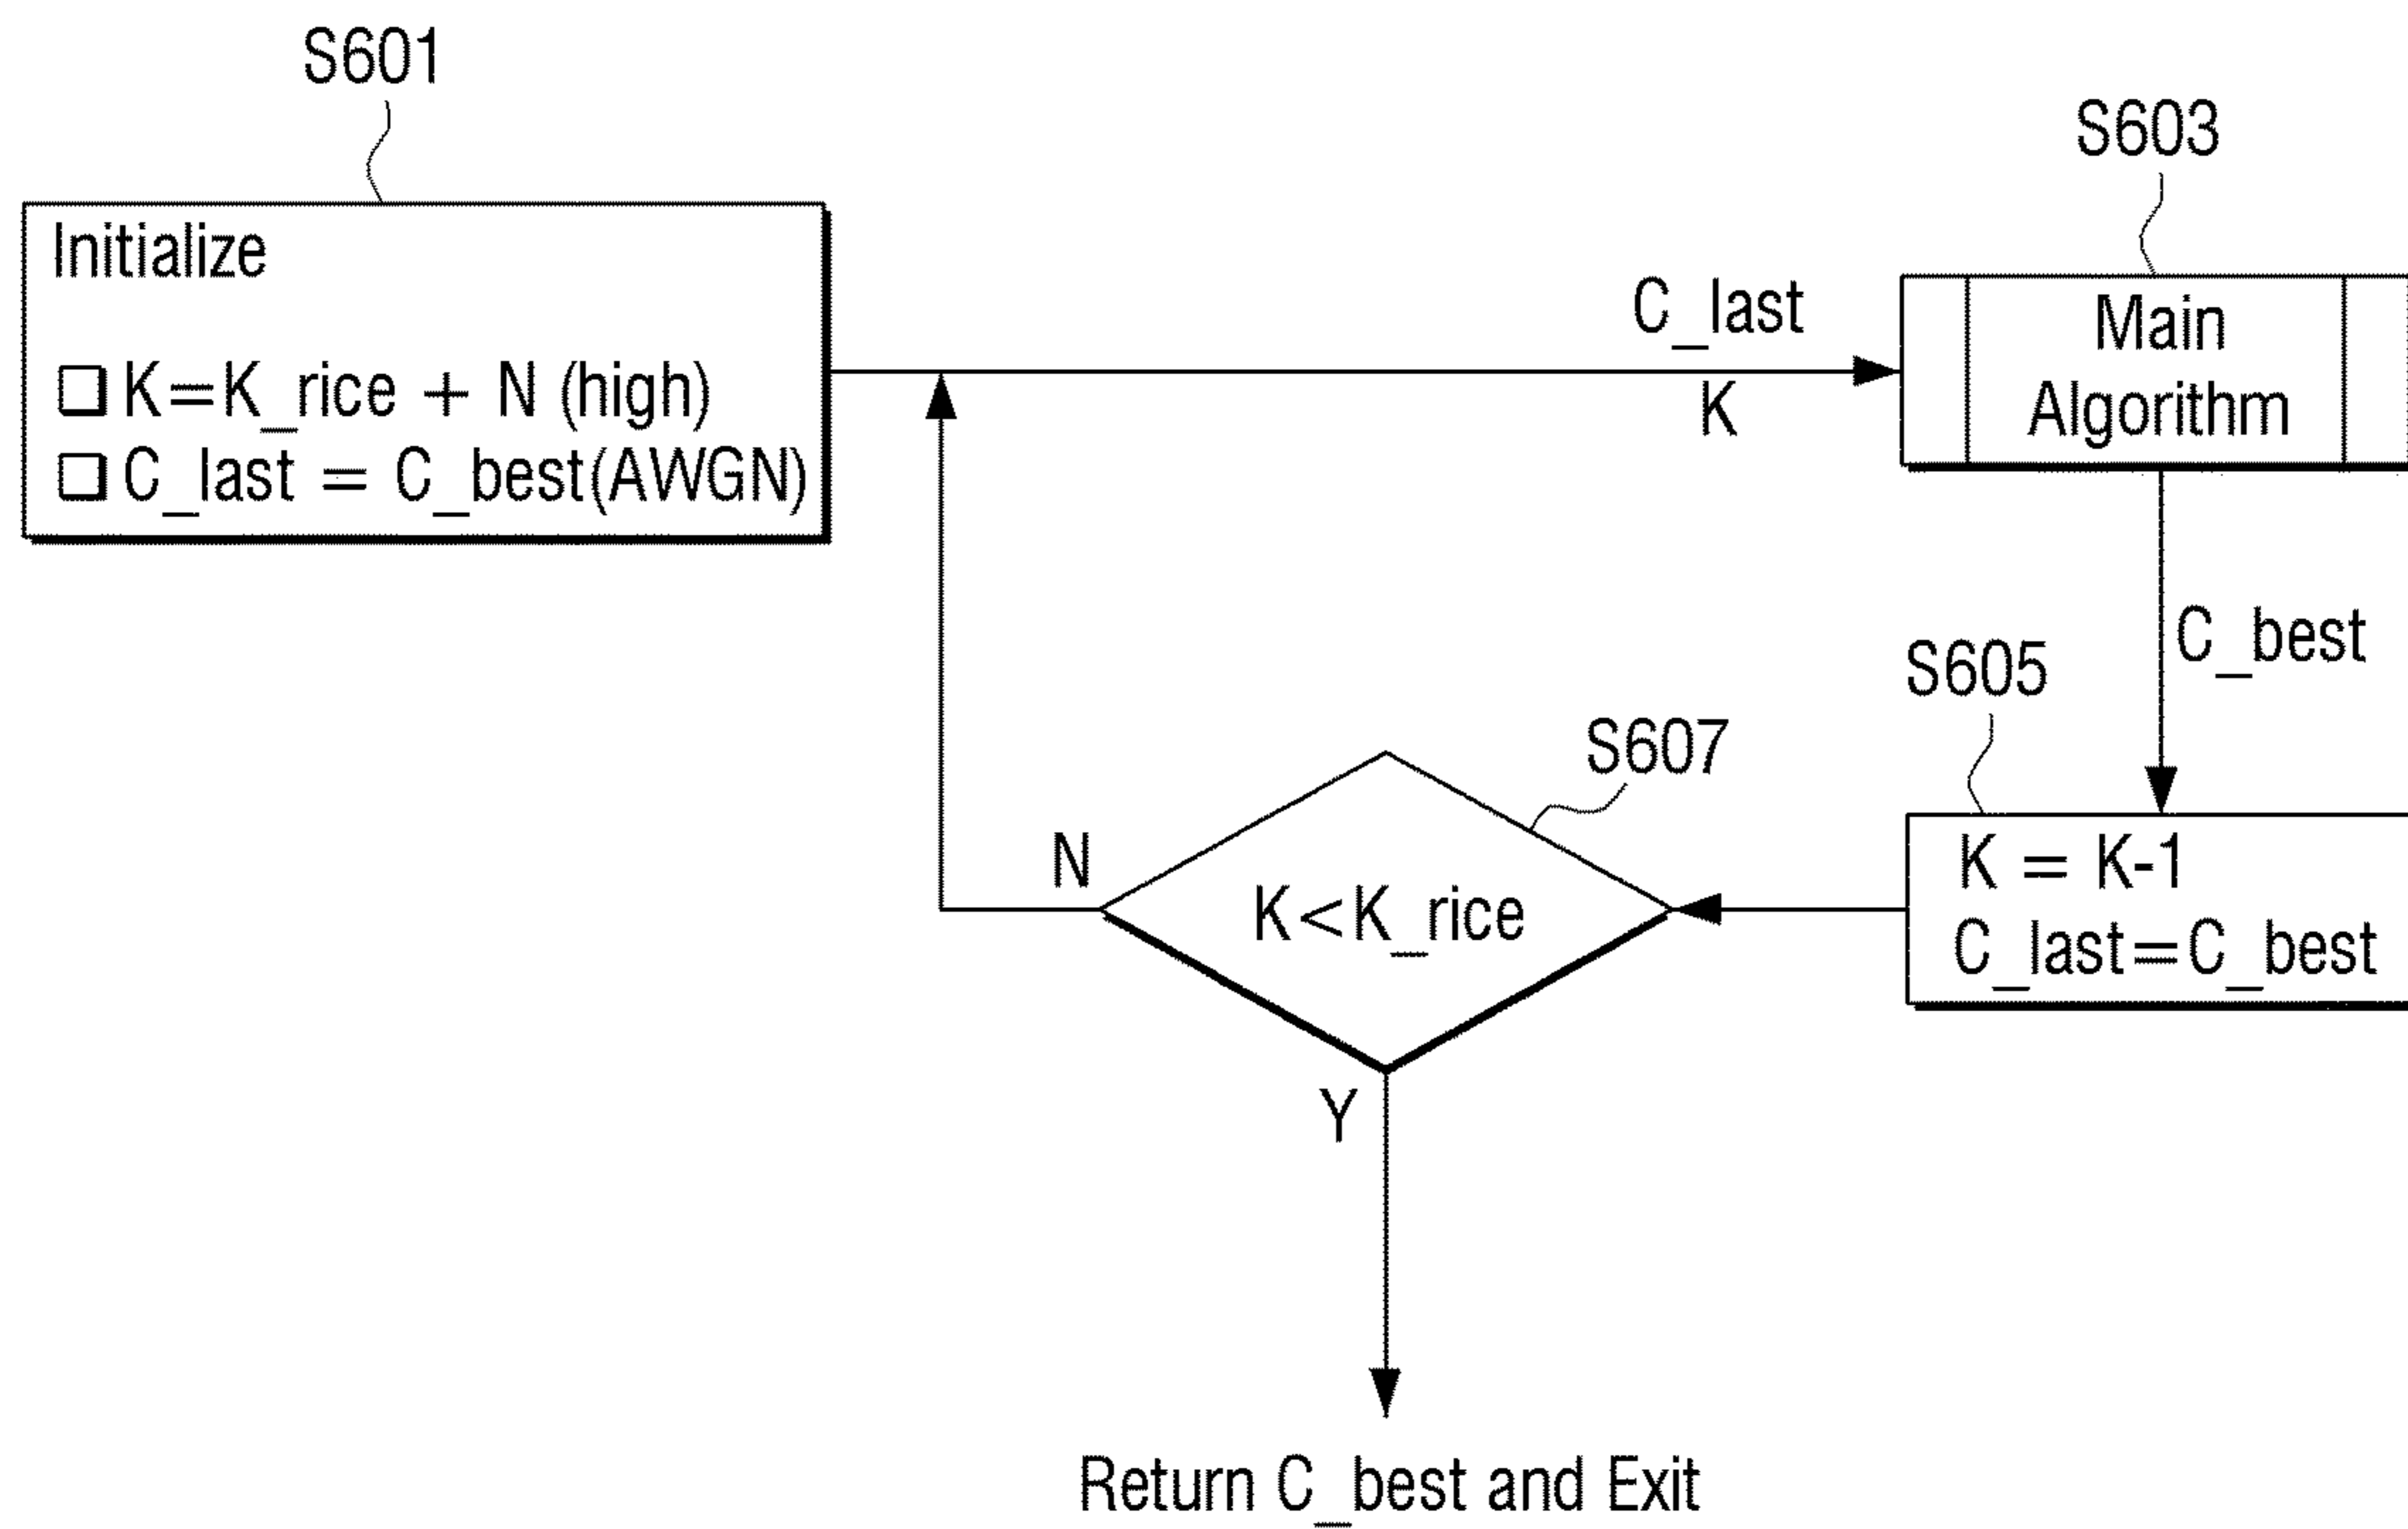 S601
Initialize
K=K_rice + N (high)
C_last = C_best(AWGN)
C_last
K
S603
Main
Algorithm
C_best
S605
K = K-1
C_last=C_best
S607
K<K_rice
N
Y
Return C_best and Exit